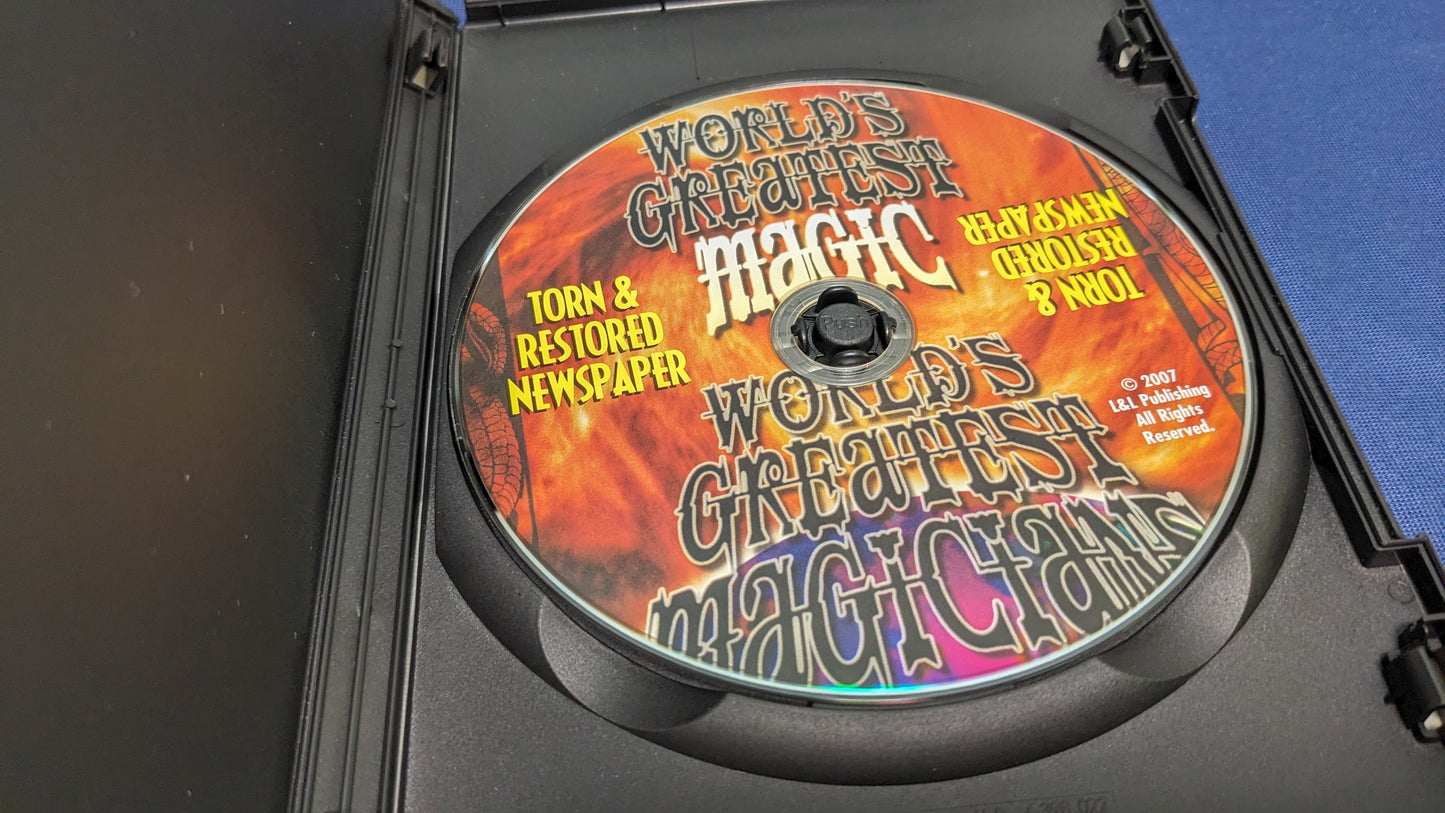 WORLD'S
GREATEST
MAGIC
TORN &
RESTORED
NEWSPAPER
TORN &
RESTORED
NEWSPAPER
Push
WORLD'S
GREATEST
MAGICIANS
© 2007
L&L Publishing
All Rights
Reserved.